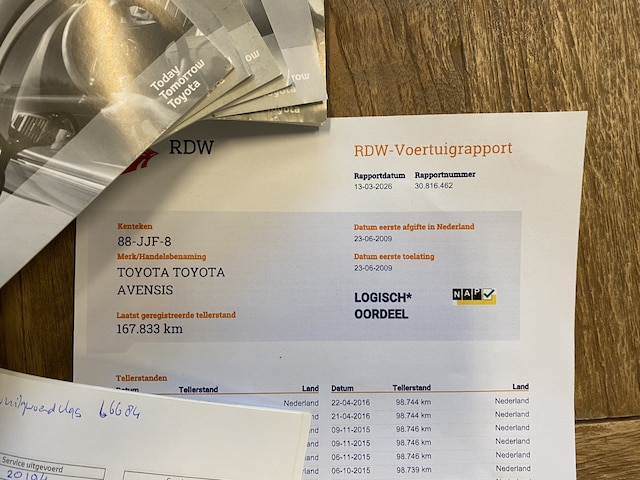 Today
Tomorrow
Toyota
RDW
RDW-Voertuigrapport
Rapportdatum Rapportnummer
13-03-2026 30.816.462
Kenteken
88-JJF-8
Merk/Handelsbenaming
TOYOTA TOYOTA
AVENSIS
Laatst geregistreerde tellerstand
167.833 km
Datum eerste afgifte in Nederland
23-06-2009
Datum eerste toelating
23-06-2009
LOGISCH*
OORDEEL
NAP
Tellerstanden
Datum Tellerstand Land Datum Tellerstand Land
Nederland 22-04-2016 98.744 km Nederland
21-04-2016 98.744 km Nederland
09-11-2015 98.746 km Nederland
09-11-2015 98.746 km Nederland
06-11-2015 98.746 km Nederland
06-10-2015 98.739 km Nederland
66684
Service uitgevoerd